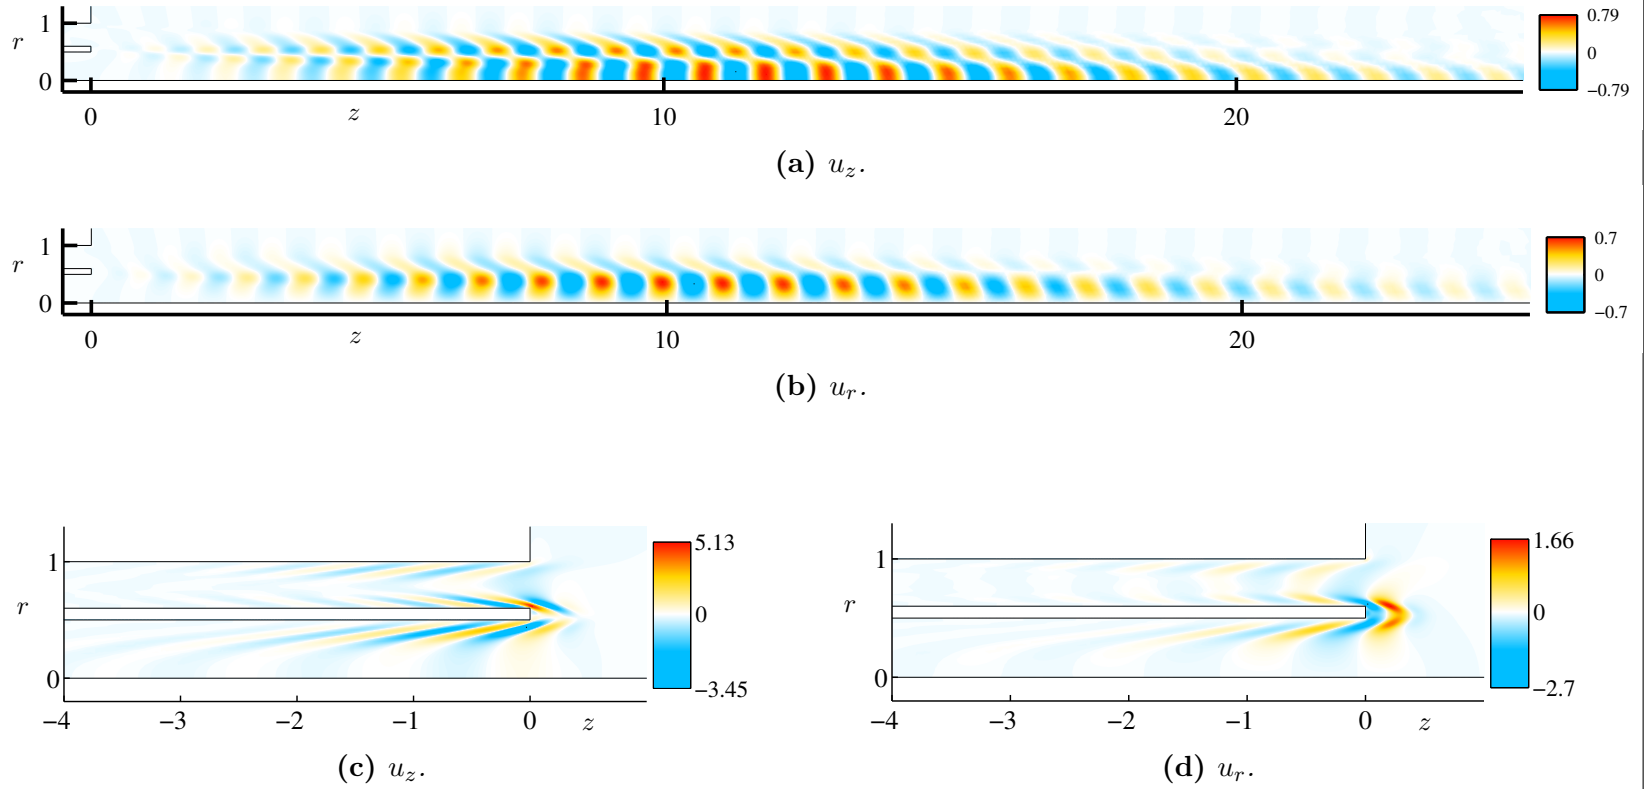 1 0.79
r 0
0 −0.79
0 z 10 20
(a) u_z.
1 0.7
r 0
0 −0.7
0 z 10 20
(b) u_r.
5.13 1.66
1 1
r 0 r 0
0 −3.45 0 −2.7
−4 −3 −2 −1 0 z −4 −3 −2 −1 0 z
(c) u_z. (d) u_r.